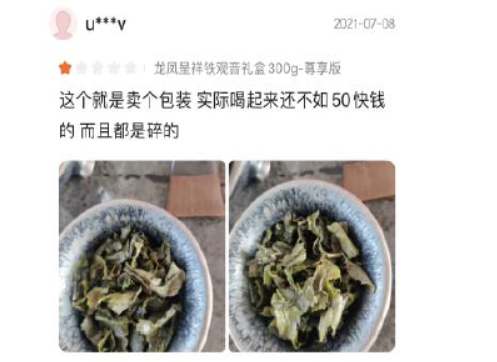 u***v
2021-07-08
龙凤呈祥铁观音礼盒300g-尊享版
这个就是卖个包装 实际喝起来还不如50快钱
的 而且都是碎的